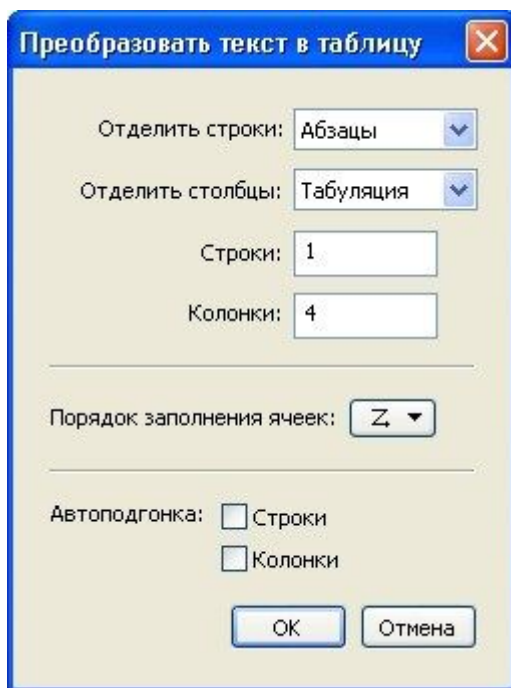 Преобразовать текст в таблицу
Отделить строки: Абзацы
Отделить столбцы: Табуляция
Строки: 1
Колонки: 4
Порядок заполнения ячеек: Z
Автоподгонка: Строки
Колонки
OK Отмена